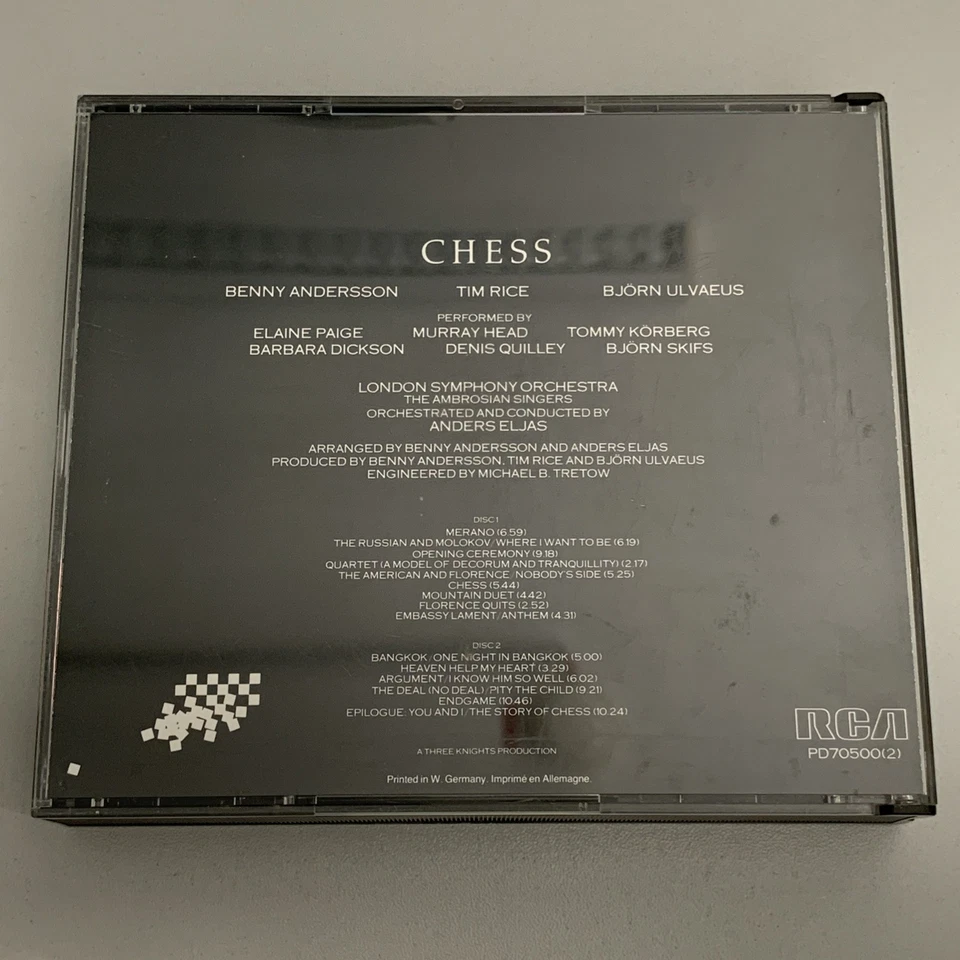 CHESS
BENNY ANDERSSON TIM RICE BJÖRN ULVAEUS
PERFORMED BY
ELAINE PAIGE MURRAY HEAD TOMMY KÖRBERG
BARBARA DICKSON DENIS QUILLEY BJÖRN SKIFS
LONDON SYMPHONY ORCHESTRA
THE AMBROSIAN SINGERS
ORCHESTRATED AND CONDUCTED BY
ANDERS ELJAS
ARRANGED BY BENNY ANDERSSON AND ANDERS ELJAS
PRODUCED BY BENNY ANDERSSON, TIM RICE AND BJÖRN ULVAEUS
ENGINEERED BY MICHAEL B. TRETOW
DISC 1
MERANO (6.59)
THE RUSSIAN AND MOLOKOV/WHERE I WANT TO BE (6.19)
OPENING CEREMONY (9.18)
QUARTET (A MODEL OF DECORUM AND TRANQUILLITY) (2.17)
THE AMERICAN AND FLORENCE/NOBODY'S SIDE (5.25)
CHESS (5.44)
MOUNTAIN DUET (4.42)
FLORENCE QUITS (2.52)
EMBASSY LAMENT/ANTHEM (4.31)
DISC 2
BANGKOK/ONE NIGHT IN BANGKOK (5.00)
HEAVEN HELP MY HEART (3.29)
ARGUMENT/I KNOW HIM SO WELL (6.02)
THE DEAL (NO DEAL)/PITY THE CHILD (9.21)
ENDGAME (10.46)
EPILOGUE: YOU AND I/THE STORY OF CHESS (10.24)
RCA
PD70500(2)
A THREE KNIGHTS PRODUCTION
Printed in W. Germany. Imprimé en Allemagne.